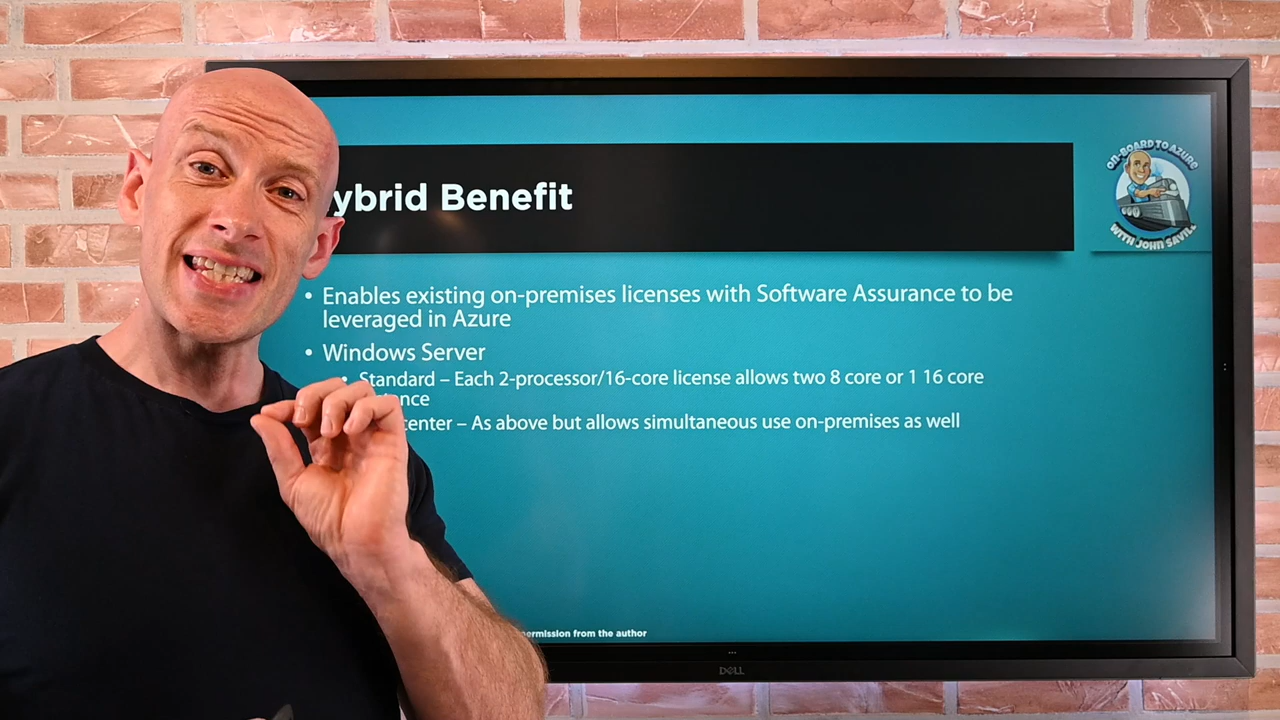 ON-BOARD TO AZURE
WITH JOHN SAVILL
ybrid Benefit
• Enables existing on-premises licenses with Software Assurance to be
leveraged in Azure
• Windows Server
• Standard – Each 2-processor/16-core license allows two 8 core or 1 16 core
ance
center – As above but allows simultaneous use on-premises as well
permission from the author
DELL